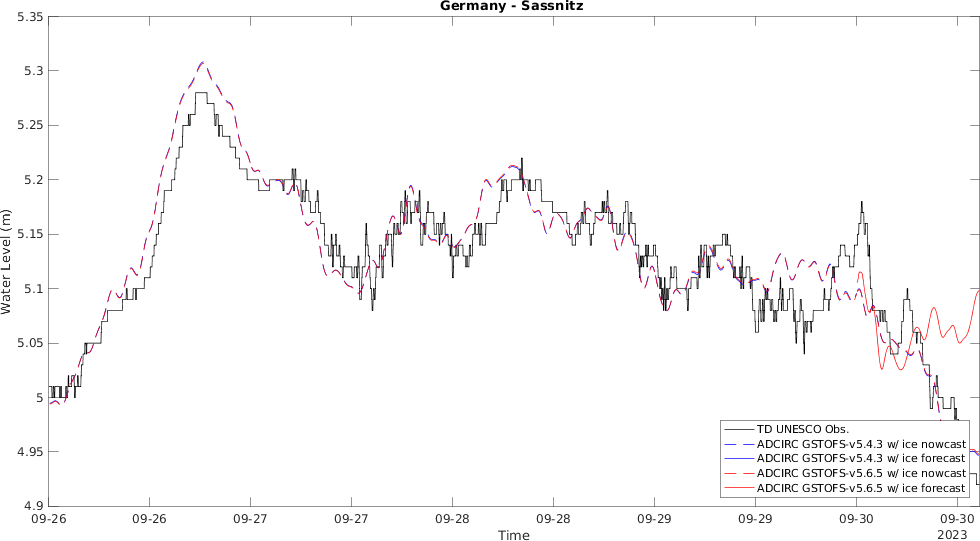 Germany - Sassnitz
5.35
5.3
5.25
5.2
5.15
5.1
5.05
5
4.95
4.9
Water Level (m)
TD UNESCO Obs.
ADCIRC GSTOFS-v5.4.3 w/ ice nowcast
ADCIRC GSTOFS-v5.4.3 w/ ice forecast
ADCIRC GSTOFS-v5.6.5 w/ ice nowcast
ADCIRC GSTOFS-v5.6.5 w/ ice forecast
09-26 09-26 09-27 09-27 09-28 09-28 09-29 09-29 09-30 09-30
Time
2023